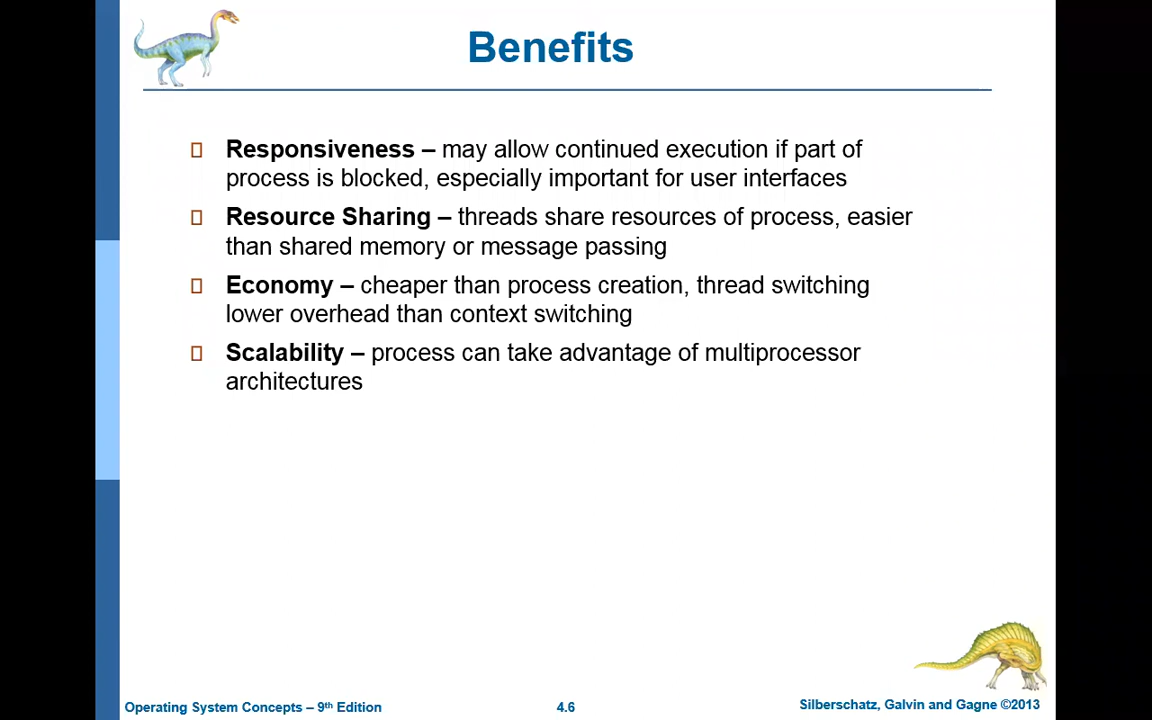 Benefits
Responsiveness – may allow continued execution if part of
process is blocked, especially important for user interfaces
Resource Sharing – threads share resources of process, easier
than shared memory or message passing
Economy – cheaper than process creation, thread switching
lower overhead than context switching
Scalability – process can take advantage of multiprocessor
architectures
Operating System Concepts – 9th Edition
4.6
Silberschatz, Galvin and Gagne ©2013